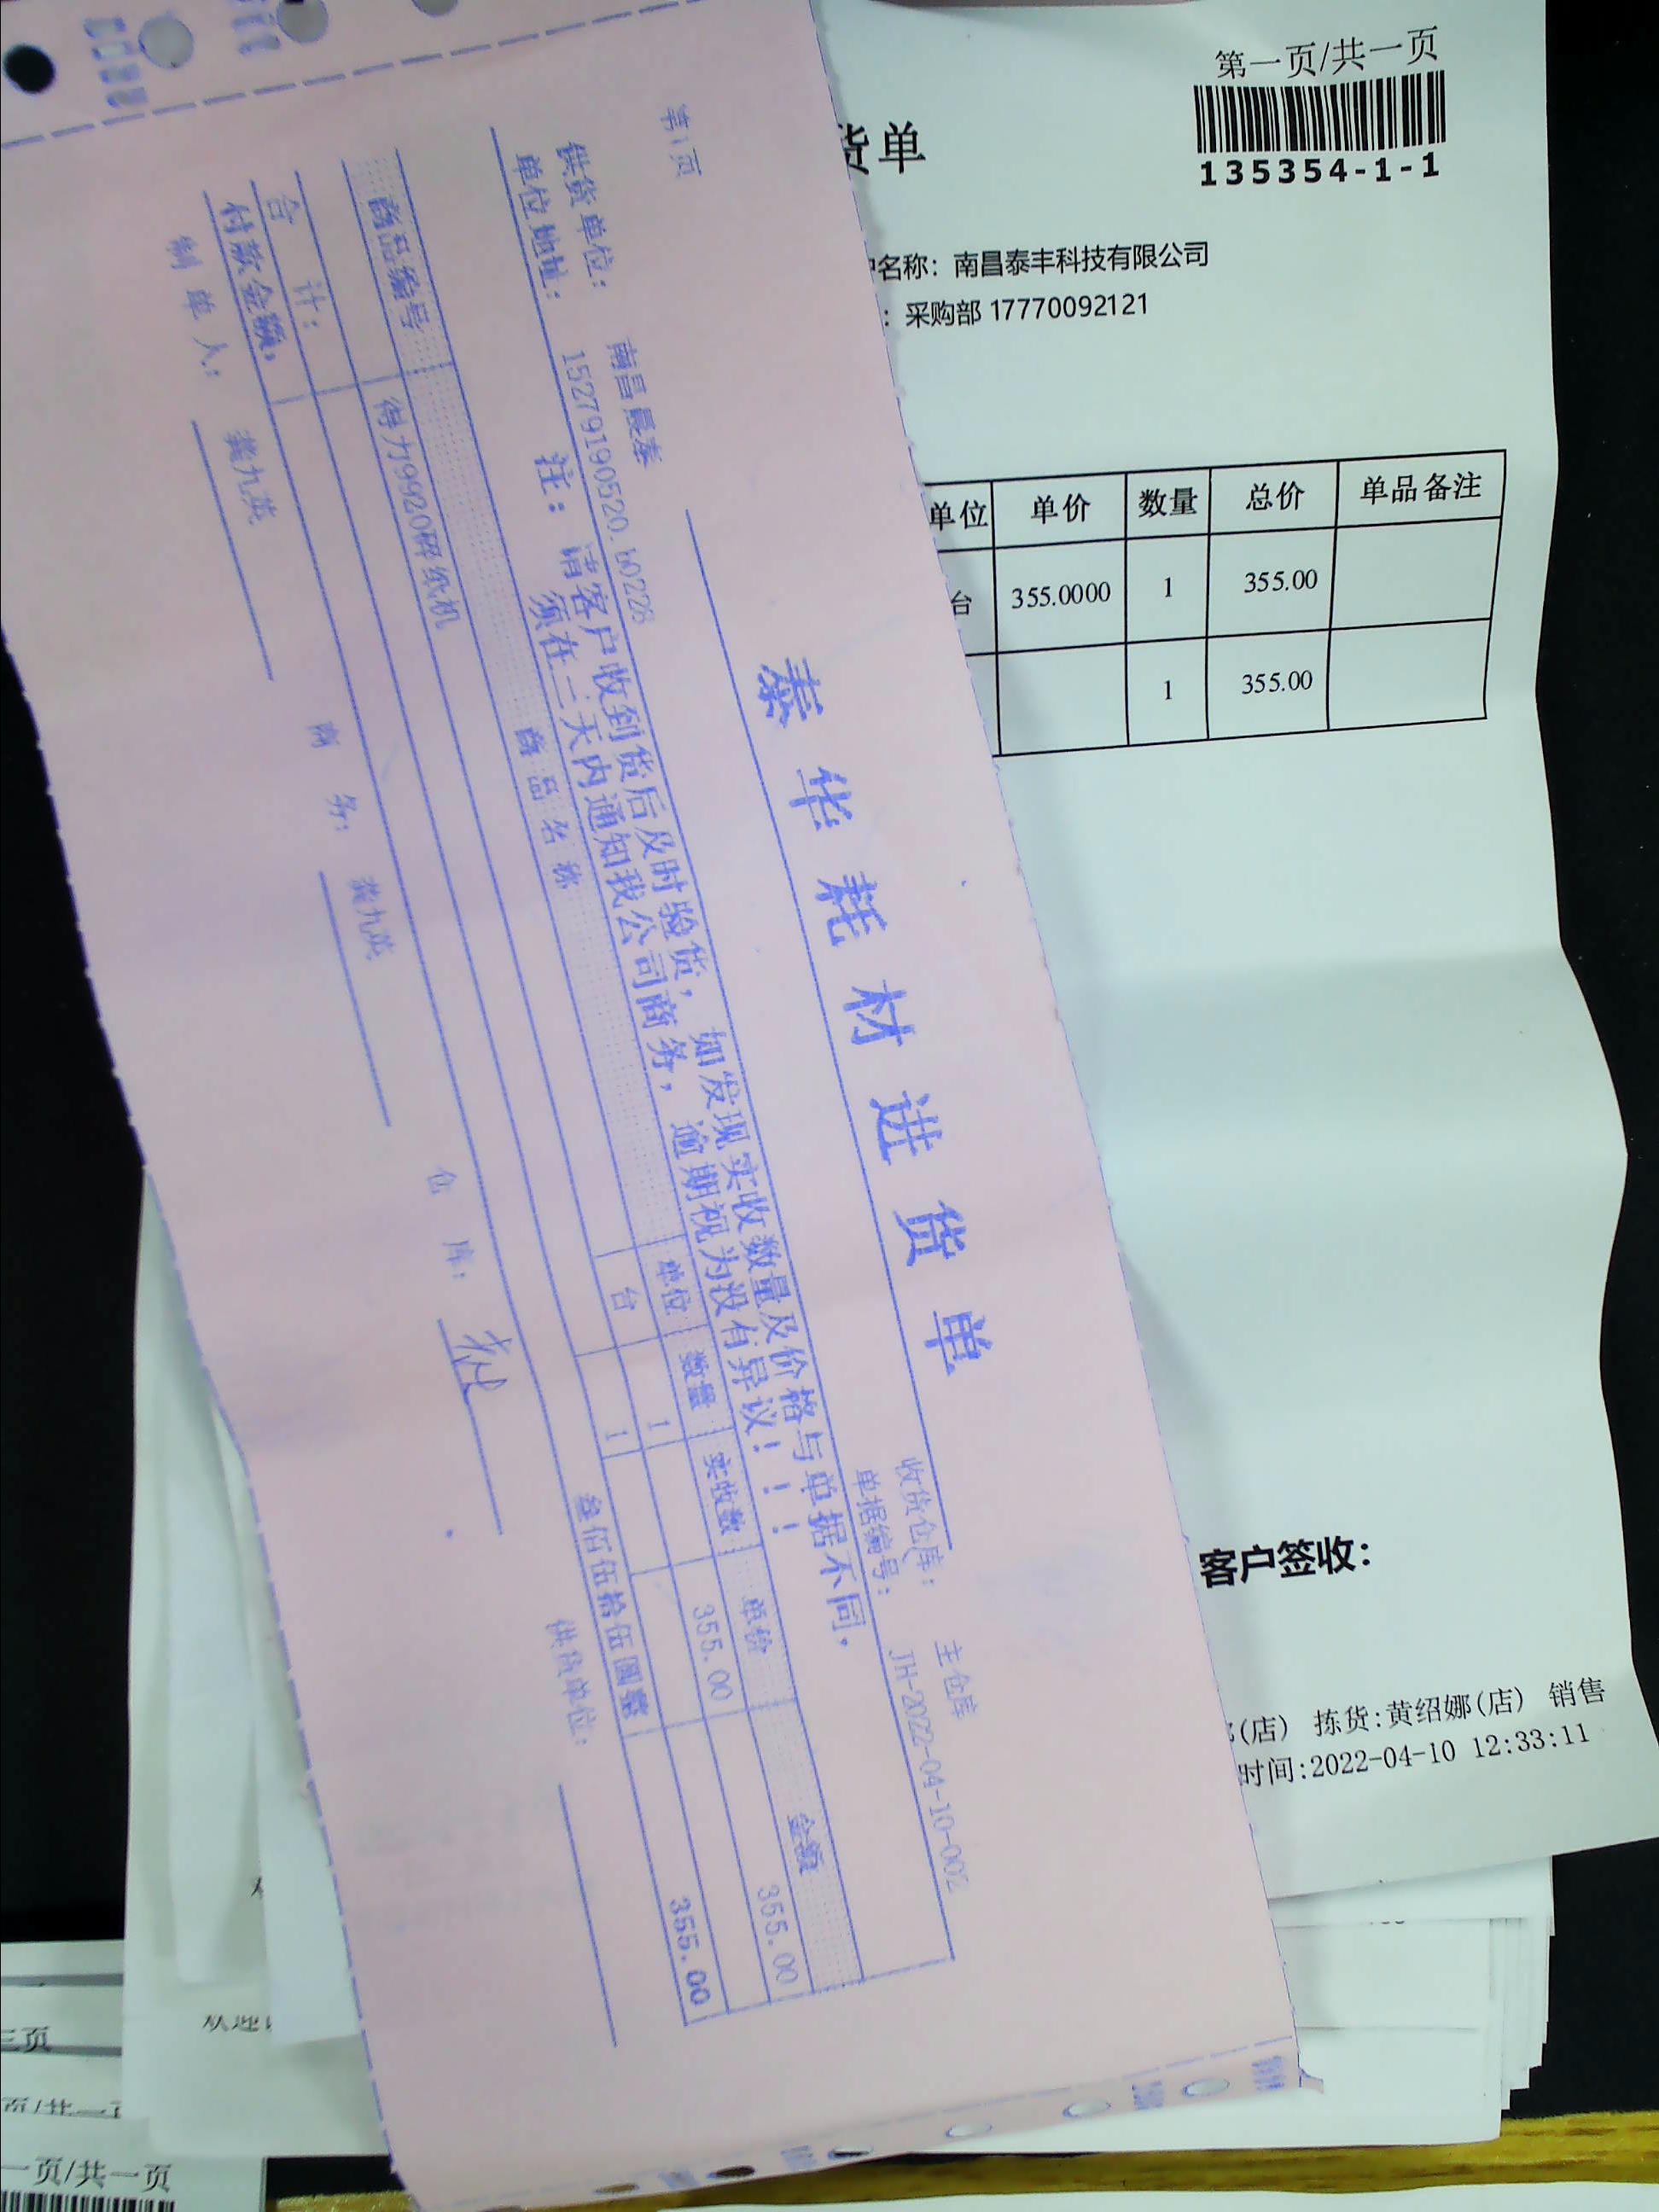 泰华耗材进货单
第1页
供货单位： 南昌晨泰
收货仓库： 主仓库
单位地址： 15279190520.b0228
单据编号： JH-2022-04-10-002
注： 请客户收到货后及时验货， 如发现实收数量及价格与单据不同，
须在二天内通知我公司商务， 逾期视为没有异议！！！
商品编号 商品名称 单位 数量 实收数 单价 金额
得力9920碎纸机 台 1 355.00 355.00
合 计： 1 355.00
付款金额： 叁佰伍拾伍圆整
制单人： 龚九英 商 务： 龚九英 仓 库： 供货单位：
第一页/共一页
135354-1-1
货单
户名称：南昌泰丰科技有限公司
：采购部 17770092121
单位 单价 数量 总价 单品备注
台 355.0000 1 355.00
1 355.00
客户签收：
(店) 拣货:黄绍娜(店) 销售
时间:2022-04-10 12:33:11
三页
页/共一页
一页/共一页